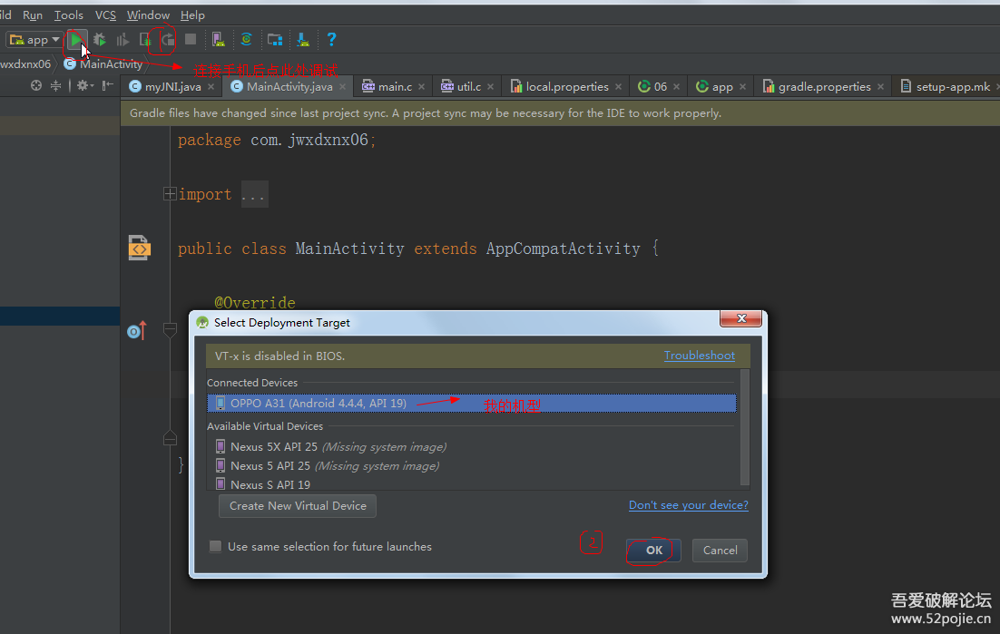 ild Run Tools VCS Window Help
app
1
wxdxnx06 MainActivity
连接手机后点此处调试
myJNI.java MainActivity.java main.c util.c local.properties 06 app gradle.properties setup-app.mk
Gradle files have changed since last project sync. A project sync may be necessary for the IDE to work properly.
package com.jwxdxnx06;
import ...
public class MainActivity extends AppCompatActivity {
@Override
Select Deployment Target
VT-x is disabled in BIOS. Troubleshoot
Connected Devices
OPPO A31 (Android 4.4.4, API 19) 我的机型
Available Virtual Devices
Nexus 5X API 25 (Missing system image)
Nexus 5 API 25 (Missing system image)
}
Nexus S API 19
Create New Virtual Device Don't see your device?
Use same selection for future launches
2
OK Cancel
吾爱破解论坛
www.52pojie.cn